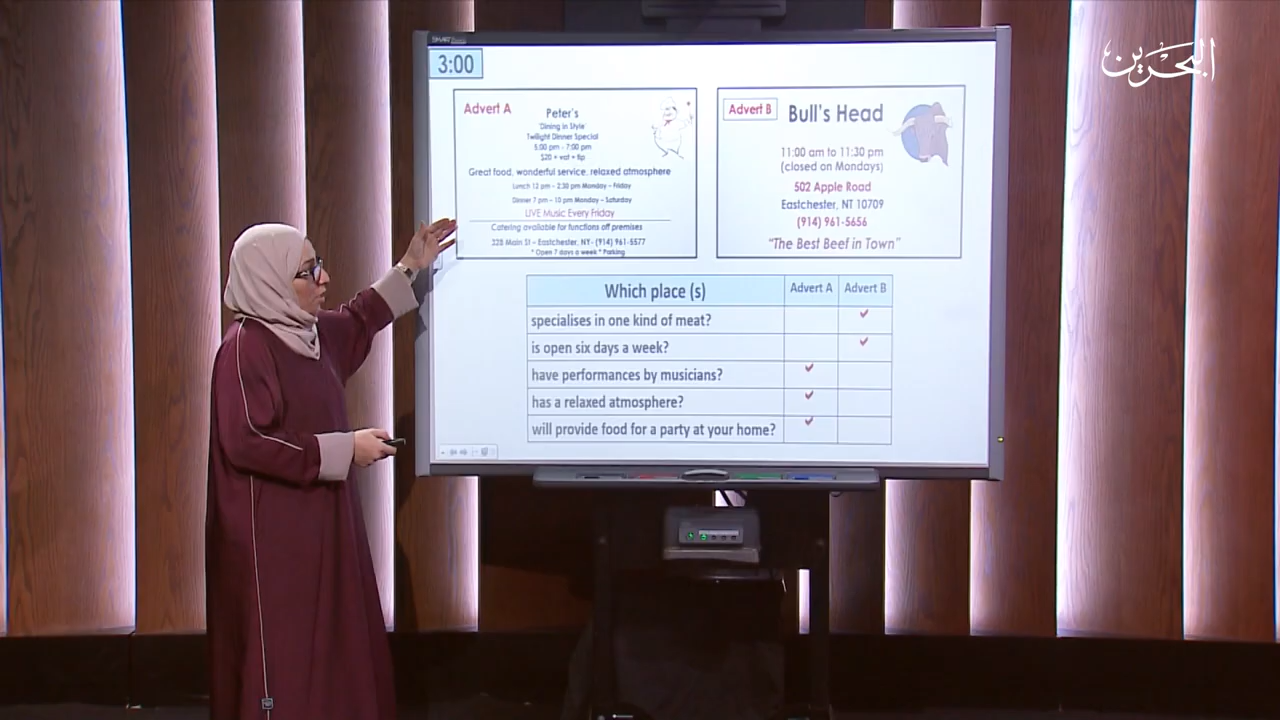 البحرين
SMART
3:00
Advert A
Peter's
'Dining in Style'
Twilight Dinner Special
5:00 pm - 7:00 pm
$20 + vat + tip
Great food, wonderful service, relaxed atmosphere
Lunch 12 pm – 2:30 pm Monday – Friday
Dinner 7 pm – 10 pm Monday – Saturday
LIVE Music Every Friday
Catering available for functions off premises
328 Main St – Eastchester, NY- (914) 961-5577
* Open 7 days a week * Parking
Advert B
Bull's Head
11:00 am to 11:30 pm
(closed on Mondays)
502 Apple Road
Eastchester, NT 10709
(914) 961-5656
"The Best Beef in Town"
Which place (s) Advert A Advert B
specialises in one kind of meat? ✓
is open six days a week? ✓
have performances by musicians? ✓
has a relaxed atmosphere? ✓
will provide food for a party at your home? ✓